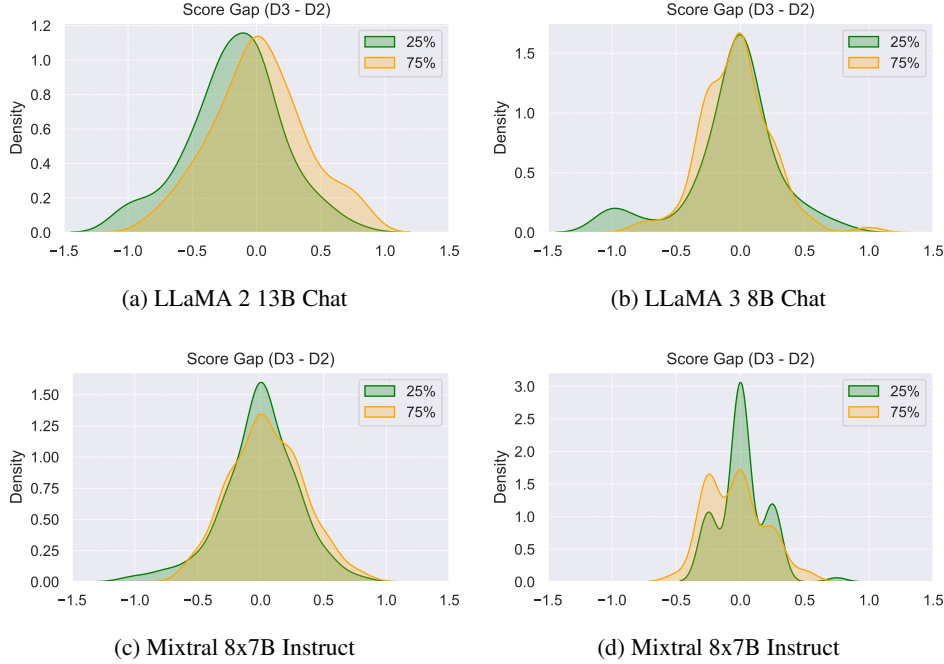 Score Gap (D3 - D2)
1.2
1.0
0.8
0.6
0.4
0.2
0.0
Density
25%
75%
−1.5 −1.0 −0.5 0.0 0.5 1.0 1.5
(a) LLaMA 2 13B Chat
Score Gap (D3 - D2)
1.5
1.0
0.5
0.0
Density
25%
75%
−1.5 −1.0 −0.5 0.0 0.5 1.0 1.5
(b) LLaMA 3 8B Chat
Score Gap (D3 - D2)
1.50
1.25
1.00
0.75
0.50
0.25
0.00
Density
25%
75%
−1.5 −1.0 −0.5 0.0 0.5 1.0 1.5
(c) Mixtral 8x7B Instruct
Score Gap (D3 - D2)
3.0
2.5
2.0
1.5
1.0
0.5
0.0
Density
25%
75%
−1.5 −1.0 −0.5 0.0 0.5 1.0 1.5
(d) Mixtral 8x7B Instruct